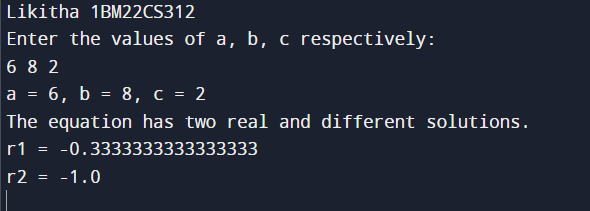 Likitha 1BM22CS312
Enter the values of a, b, c respectively:
6 8 2
a = 6, b = 8, c = 2
The equation has two real and different solutions.
r1 = -0.3333333333333333
r2 = -1.0